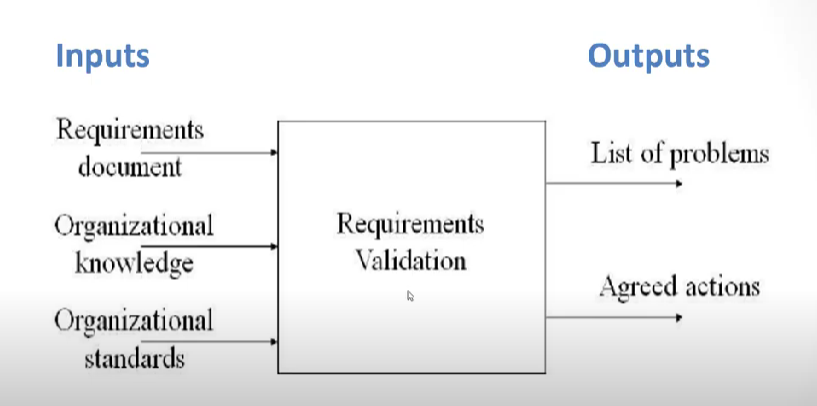 Inputs
Outputs
Requirements
document
Organizational
knowledge
Organizational
standards
Requirements
Validation
List of problems
Agreed actions